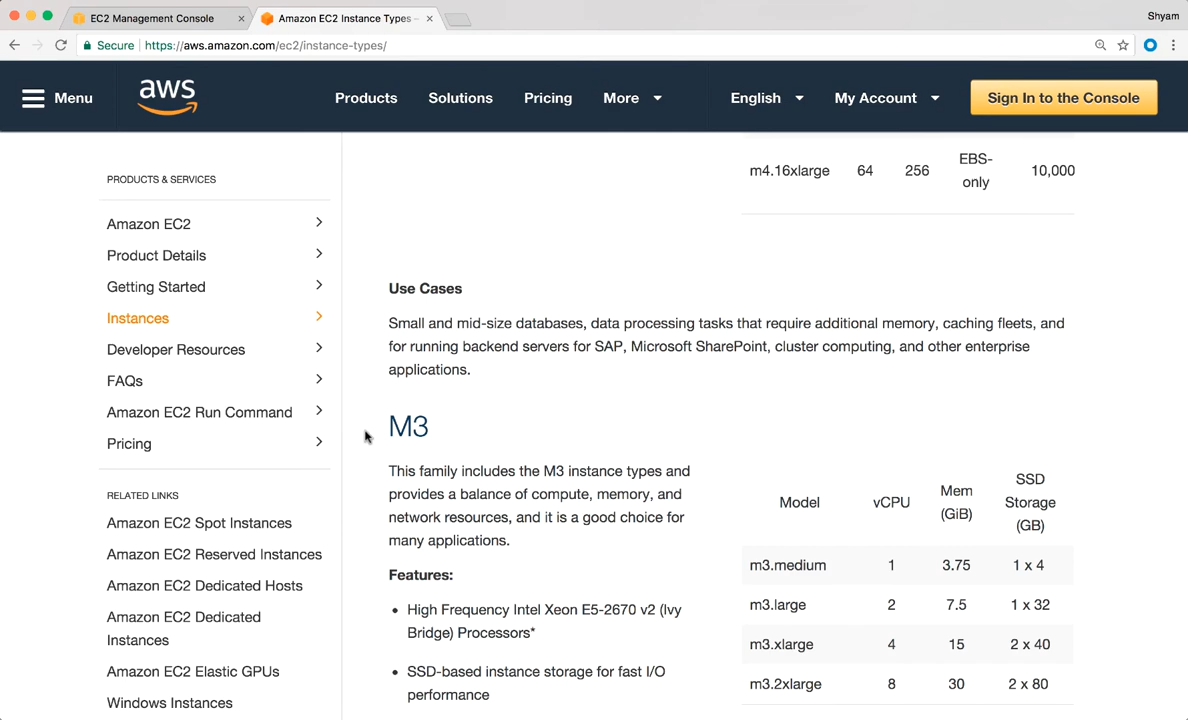 EC2 Management Console
Amazon EC2 Instance Types –
Shyam
Secure
https://aws.amazon.com/ec2/instance-types/
Menu
aws
Products
Solutions
Pricing
More
English
My Account
Sign In to the Console
PRODUCTS & SERVICES
Amazon EC2
Product Details
Getting Started
Instances
Developer Resources
FAQs
Amazon EC2 Run Command
Pricing
RELATED LINKS
Amazon EC2 Spot Instances
Amazon EC2 Reserved Instances
Amazon EC2 Dedicated Hosts
Amazon EC2 Dedicated
Instances
Amazon EC2 Elastic GPUs
Windows Instances
m4.16xlarge 64 256 EBS-only 10,000
Use Cases
Small and mid-size databases, data processing tasks that require additional memory, caching fleets, and
for running backend servers for SAP, Microsoft SharePoint, cluster computing, and other enterprise
applications.
M3
This family includes the M3 instance types and
provides a balance of compute, memory, and
network resources, and it is a good choice for
many applications.
Features:
• High Frequency Intel Xeon E5-2670 v2 (Ivy
Bridge) Processors*
• SSD-based instance storage for fast I/O
performance
Model vCPU Mem (GiB) SSD Storage (GB)
m3.medium 1 3.75 1 x 4
m3.large 2 7.5 1 x 32
m3.xlarge 4 15 2 x 40
m3.2xlarge 8 30 2 x 80